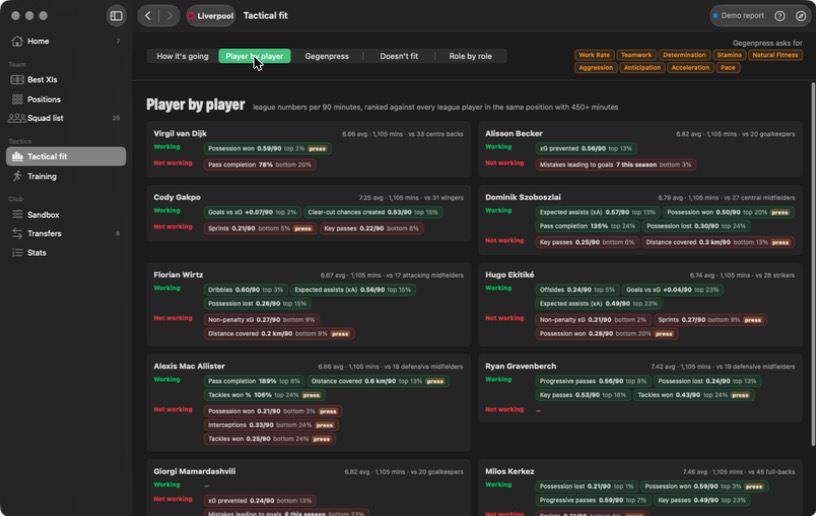 Liverpool
Tactical fit
Demo report
Home 7
Team
Best XIs
Positions
Squad list 25
Tactics
Tactical fit
Training
Club
Sandbox
Transfers 8
Stats
How it's going
Player by player
Gegenpress
Doesn't fit
Role by role
Gegenpress asks for
Work Rate Teamwork Determination Stamina Natural Fitness
Aggression Anticipation Acceleration Pace
Player by player league numbers per 90 minutes, ranked against every league player in the same position with 450+ minutes
Virgil van Dijk 6.66 avg · 1,105 mins · vs 33 centre backs
Working Possession won 0.59/90 top 2% press
Not working Pass completion 78% bottom 20%
Alisson Becker 6.82 avg · 1,105 mins · vs 20 goalkeepers
Working xG prevented 0.56/90 top 13%
Not working Mistakes leading to goals 7 this season bottom 3%
Cody Gakpo 7.25 avg · 1,105 mins · vs 31 wingers
Working Goals vs xG +0.07/90 top 2% Clear-cut chances created 0.53/90 top 15%
Not working Sprints 0.21/90 bottom 5% press Key passes 0.22/90 bottom 6%
Dominik Szoboszlai 6.79 avg · 1,105 mins · vs 27 central midfielders
Working Expected assists (xA) 0.57/90 top 13% Possession won 0.50/90 top 20% press
Pass completion 135% top 24% Possession lost 0.30/90 top 24%
Not working Key passes 0.25/90 bottom 6% Distance covered 0.3 km/90 bottom 13% press
Florian Wirtz 6.67 avg · 1,105 mins · vs 17 attacking midfielders
Working Dribbles 0.60/90 top 3% Expected assists (xA) 0.56/90 top 15%
Possession lost 0.26/90 top 15%
Not working Non-penalty xG 0.27/90 bottom 9%
Distance covered 0.2 km/90 bottom 9% press
Hugo Ekitiké 6.74 avg · 1,105 mins · vs 28 strikers
Working Offsides 0.24/90 top 5% Goals vs xG +0.04/90 top 23%
Expected assists (xA) 0.49/90 top 23%
Not working Non-penalty xG 0.21/90 bottom 2% Sprints 0.27/90 bottom 9% press
Possession won 0.28/90 bottom 20% press
Alexis Mac Allister 6.68 avg · 1,105 mins · vs 19 defensive midfielders
Working Pass completion 189% top 8% Distance covered 0.6 km/90 top 13% press
Tackles won % 106% top 24% press
Not working Possession won 0.21/90 bottom 3% press
Interceptions 0.33/90 bottom 24% press
Tackles won 0.25/90 bottom 24% press
Ryan Gravenberch 7.42 avg · 1,105 mins · vs 19 defensive midfielders
Working Progressive passes 0.56/90 top 8% Possession lost 0.24/90 top 13%
Key passes 0.53/90 top 18% Tackles won 0.43/90 top 24% press
Not working –
Giorgi Mamardashvili 6.82 avg · 1,105 mins · vs 20 goalkeepers
Working –
Not working xG prevented 0.24/90 bottom 13%
Mistakes leading to goals 6 this season bottom 23%
Milos Kerkez 7.46 avg · 1,105 mins · vs 45 full-backs
Working Possession lost 0.21/90 top 1% Possession won 0.59/90 top 3% press
Progressive passes 0.59/90 top 7% Key passes 0.49/90 top 23%
Not working